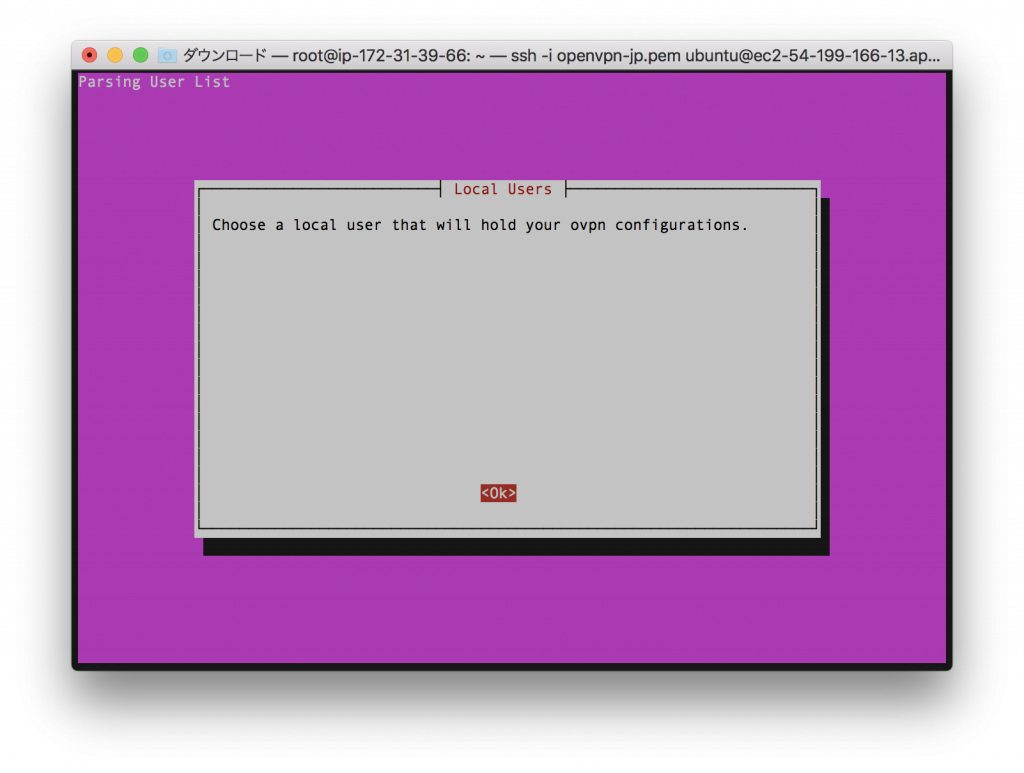 ダウンロード — root@ip-172-31-39-66: ~ — ssh -i openvpn-jp.pem ubuntu@ec2-54-199-166-13.ap...
Parsing User List
Local Users
Choose a local user that will hold your ovpn configurations.
<Ok>